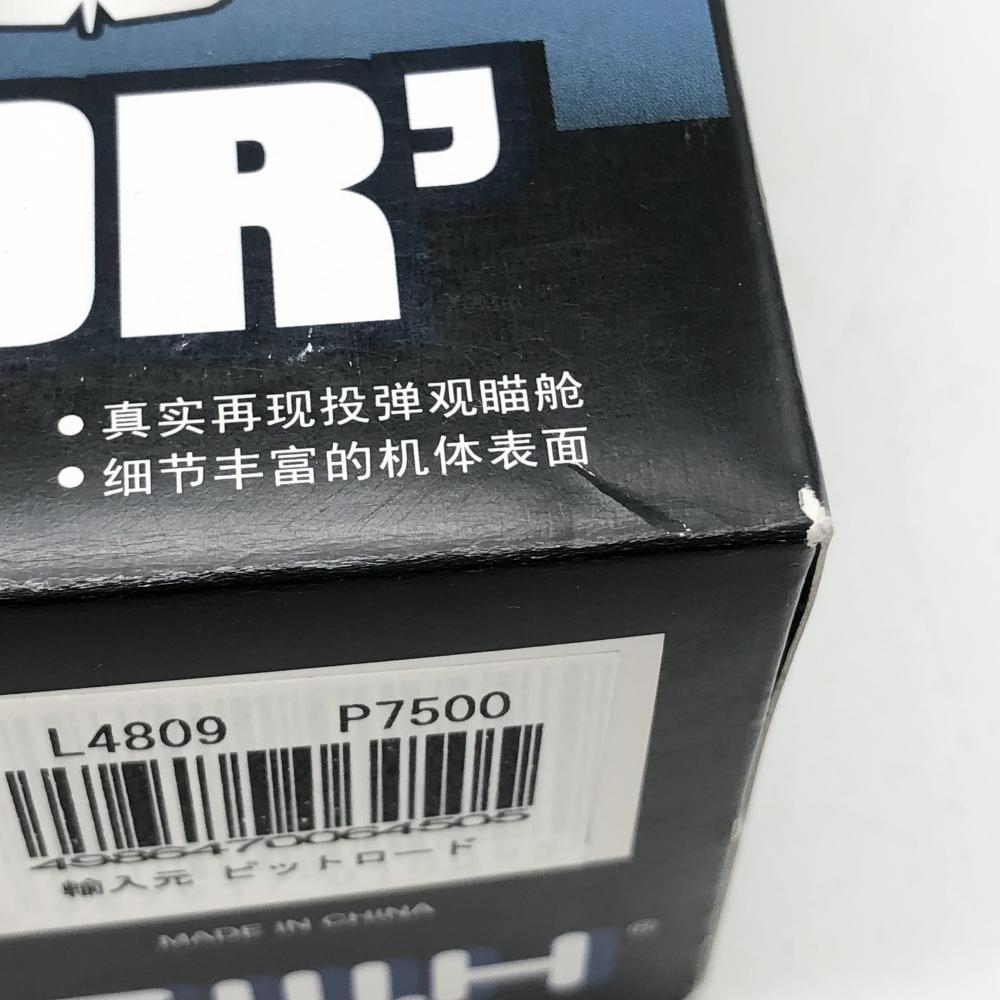 OR'
• 真实再现投弹观瞄舱
• 细节丰富的机体表面
L4809 P7500
4986470064505
輸入元 ピットロード
MADE IN CHINA